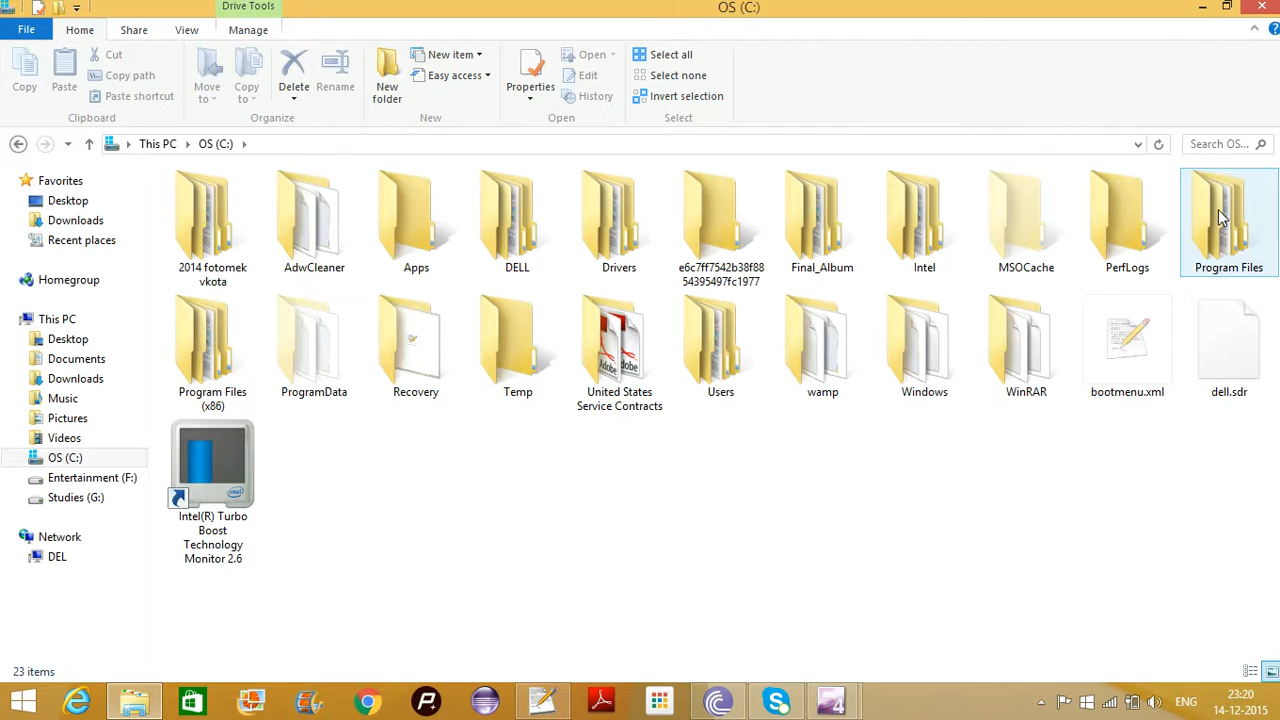 Drive Tools
OS (C:)
File
Home
Share
View
Manage
Copy
Paste
Cut
Copy path
Paste shortcut
Clipboard
Move to
Copy to
Delete
Rename
Organize
New folder
New item
Easy access
New
Properties
Open
Edit
History
Open
Select all
Select none
Invert selection
Select
This PC
OS (C:)
Search OS...
Favorites
Desktop
Downloads
Recent places
Homegroup
This PC
Desktop
Documents
Downloads
Music
Pictures
Videos
OS (C:)
Entertainment (F:)
Studies (G:)
Network
DEL
2014 fotomek
vkota
AdwCleaner
Apps
DELL
Drivers
e6c7ff7542b38f88
54395497fc1977
Final_Album
Intel
MSOCache
PerfLogs
Program Files
Program Files
(x86)
ProgramData
Recovery
Temp
United States
Service Contracts
Users
wamp
Windows
WinRAR
bootmenu.xml
dell.sdr
Intel(R) Turbo
Boost
Technology
Monitor 2.6
23 items
ENG
23:20
14-12-2015